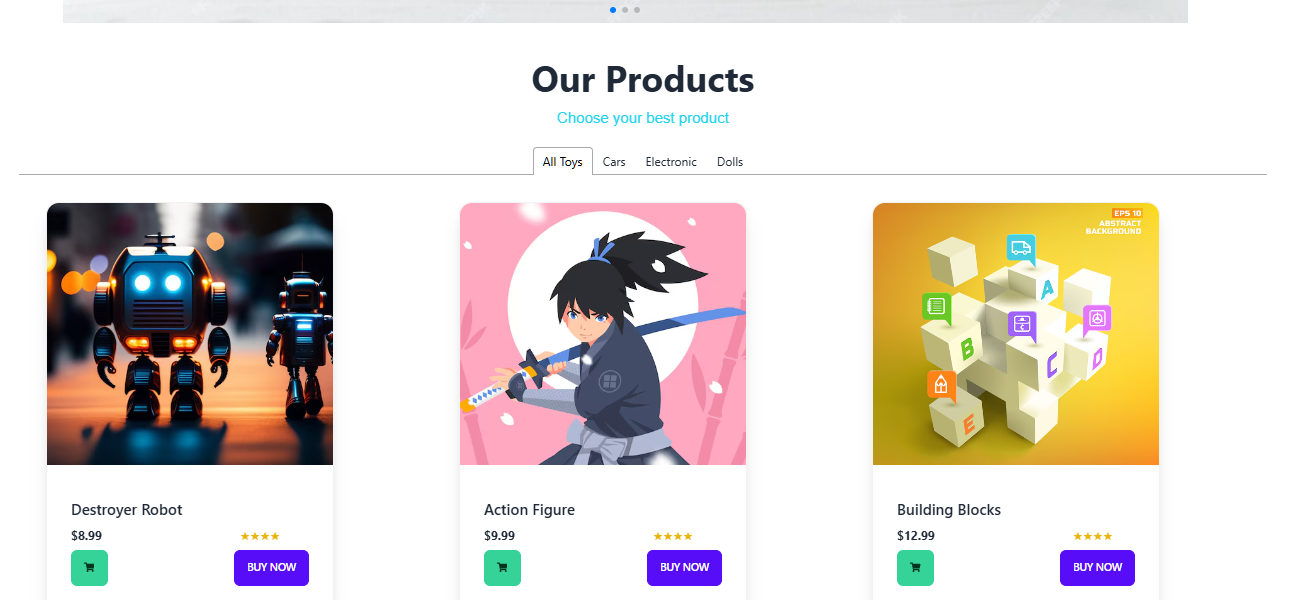 Our Products
Choose your best product
All Toys Cars Electronic Dolls
EPS 10
ABSTRACT
BACKGROUND
A
B
C
D
E
Destroyer Robot
$8.99 ★★★★
BUY NOW
Action Figure
$9.99 ★★★★
BUY NOW
Building Blocks
$12.99 ★★★★
BUY NOW